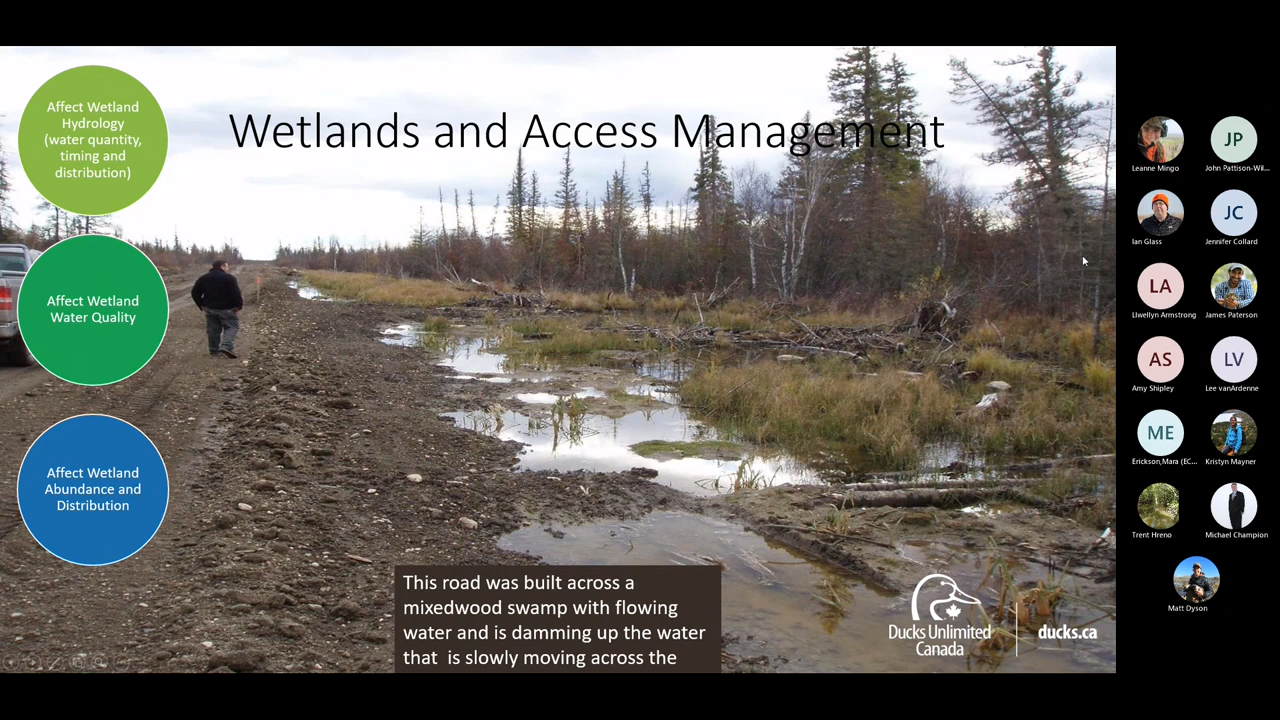 Wetlands and Access Management
Affect Wetland
Hydrology
(water quantity,
timing and
distribution)
Affect Wetland
Water Quality
Affect Wetland
Abundance and
Distribution
This road was built across a
mixedwood swamp with flowing
water and is damming up the water
that is slowly moving across the
Ducks Unlimited
Canada
ducks.ca
Leanne Mingo
JP
John Pattison-Wil...
Ian Glass
JC
Jennifer Collard
LA
Llwellyn Armstrong
James Paterson
AS
Amy Shipley
LV
Lee vanArdenne
ME
Erickson,Mara (EC...
Kristyn Mayner
Trent Hreno
Michael Champion
Matt Dyson